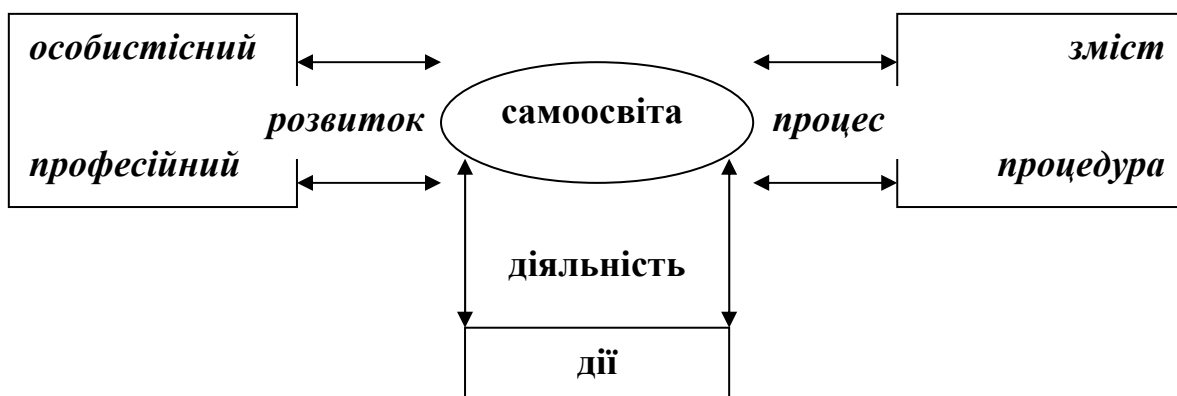 особистісний
зміст
розвиток
самоосвіта
процес
професійний
процедура
діяльність
дії